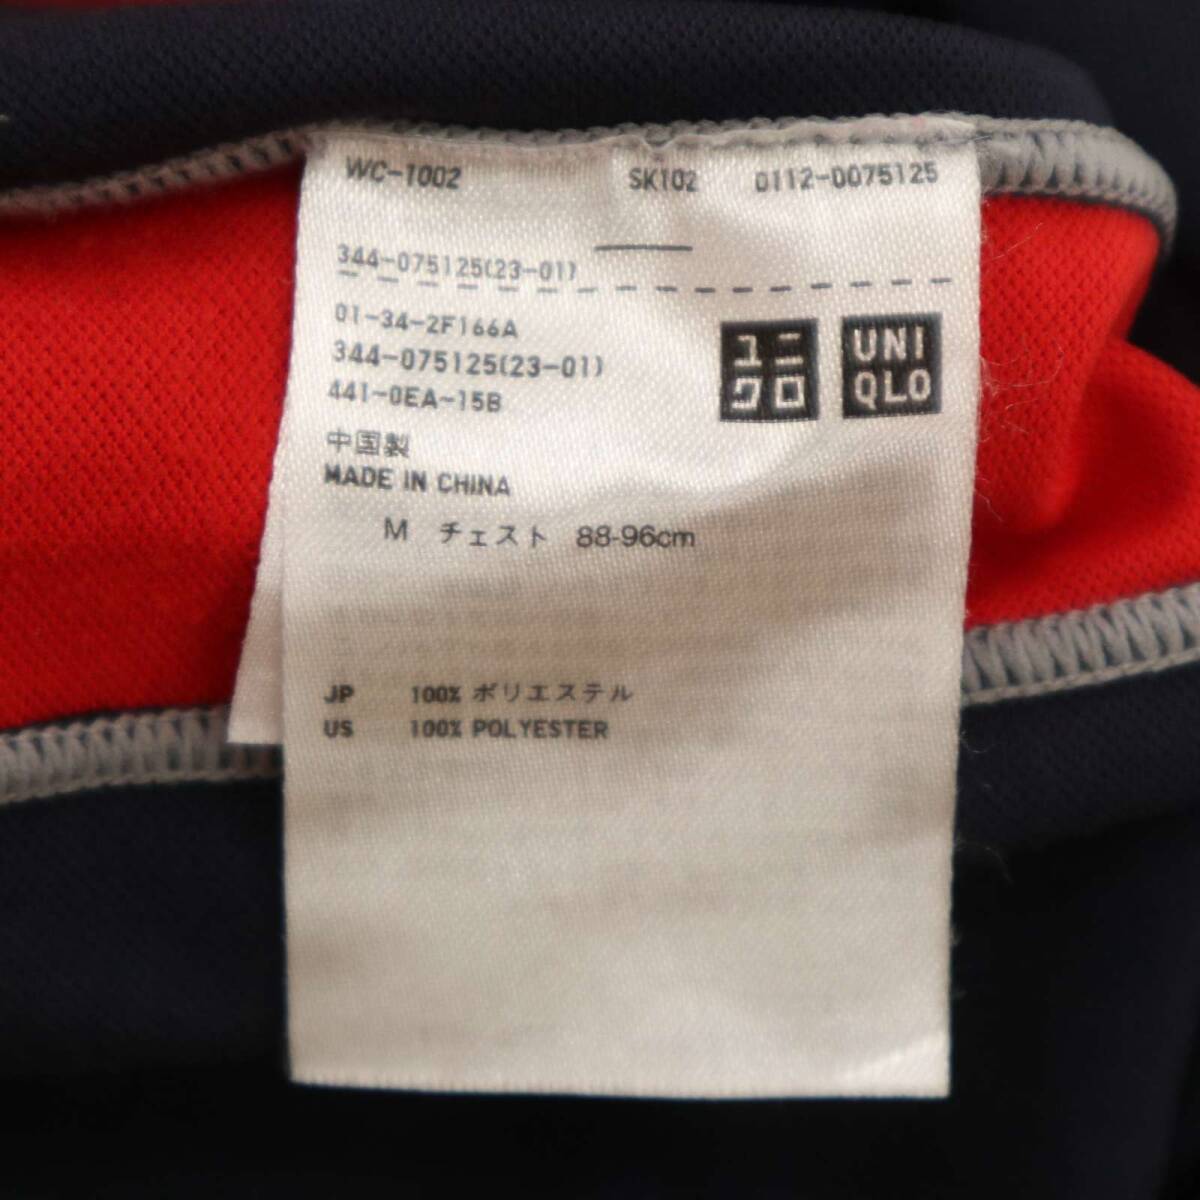 WC-1002 SK102 0112-0075125
344-075125(23-01)
01-34-2F166A
344-075125(23-01)
441-0EA-15B
ユニ
クロ
UNI
QLO
中国製
MADE IN CHINA
M チェスト 88-96cm
JP 100% ポリエステル
US 100% POLYESTER